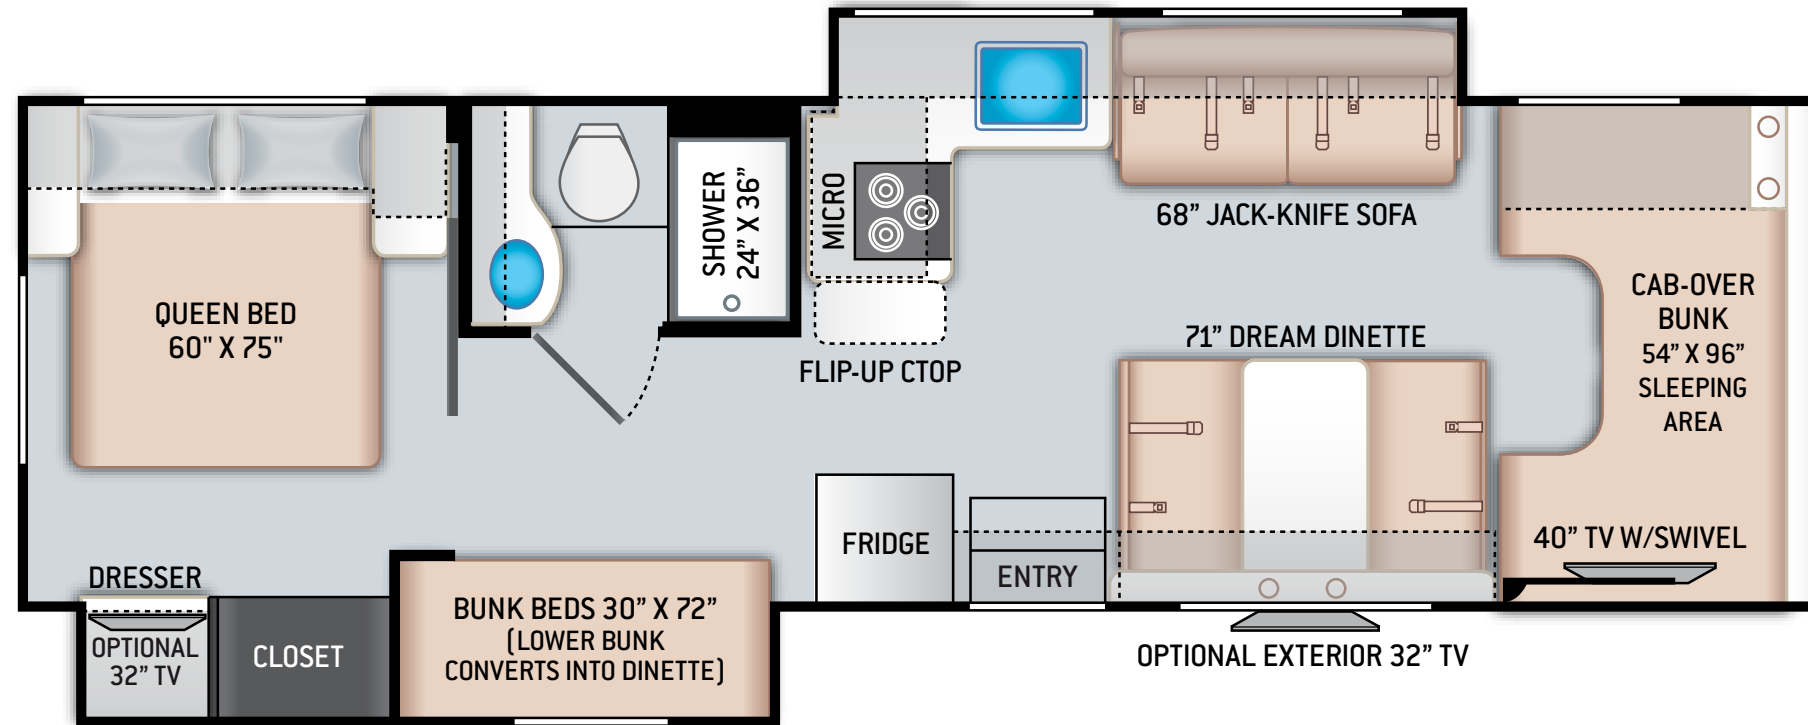 QUEEN BED
60" X 75"
SHOWER
24” X 36”
MICRO
FLIP-UP CTOP
68” JACK-KNIFE SOFA
71” DREAM DINETTE
CAB-OVER
BUNK
54” X 96”
SLEEPING
AREA
40” TV W/SWIVEL
FRIDGE
ENTRY
DRESSER
OPTIONAL
32” TV
CLOSET
BUNK BEDS 30” X 72”
(LOWER BUNK
CONVERTS INTO DINETTE)
OPTIONAL EXTERIOR 32” TV